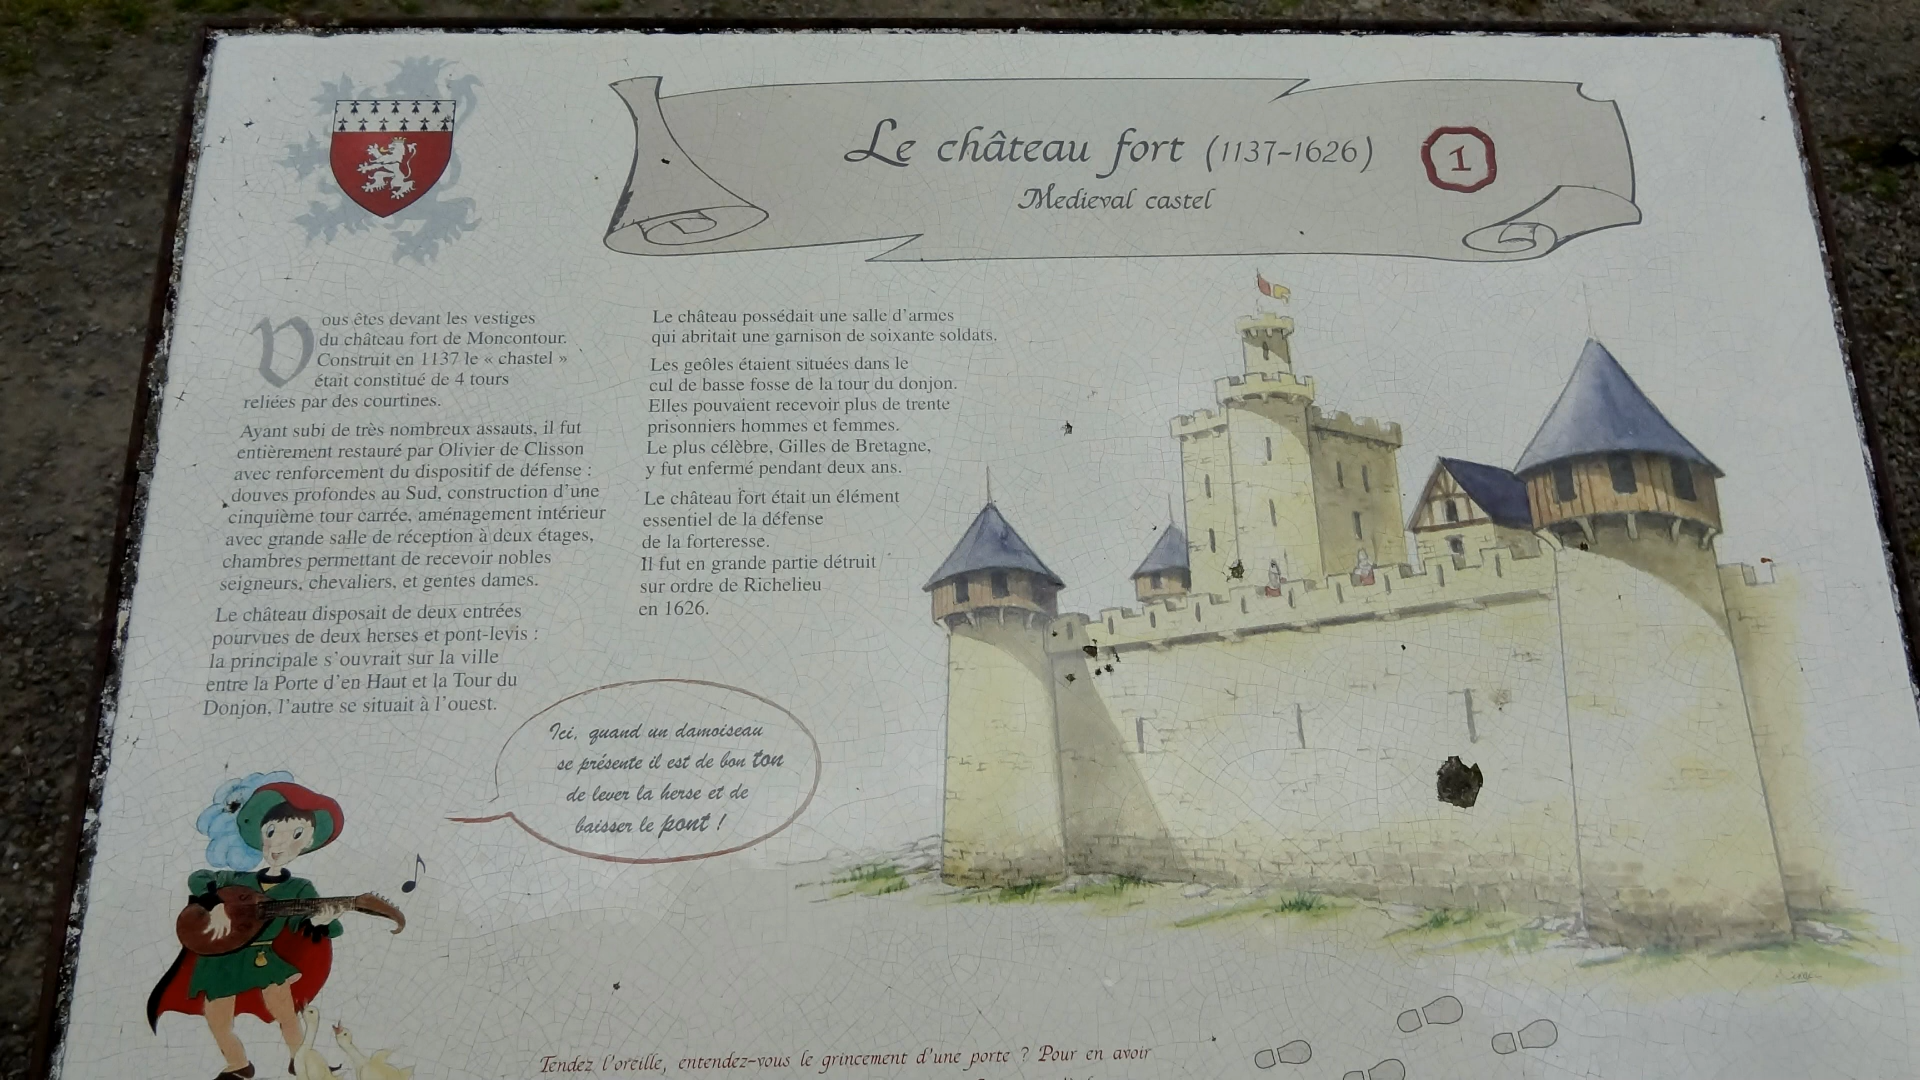 Le château fort (1137-1626)
1
Medieval castel
Vous êtes devant les vestiges
du château fort de Moncontour.
Construit en 1137 le « chastel »
était constitué de 4 tours
reliées par des courtines.
Ayant subi de très nombreux assauts, il fut
entièrement restauré par Olivier de Clisson
avec renforcement du dispositif de défense :
douves profondes au Sud, construction d'une
cinquième tour carrée, aménagement intérieur
avec grande salle de réception à deux étages,
chambres permettant de recevoir nobles
seigneurs, chevaliers, et gentes dames.
Le château disposait de deux entrées
pourvues de deux herses et pont-levis :
la principale s'ouvrait sur la ville
entre la Porte d'en Haut et la Tour du
Donjon, l'autre se situait à l'ouest.
Le château possédait une salle d'armes
qui abritait une garnison de soixante soldats.
Les geôles étaient situées dans le
cul de basse fosse de la tour du donjon.
Elles pouvaient recevoir plus de trente
prisonniers hommes et femmes.
Le plus célèbre, Gilles de Bretagne,
y fut enfermé pendant deux ans.
Le château fort était un élément
essentiel de la défense
de la forteresse.
Il fut en grande partie détruit
sur ordre de Richelieu
en 1626.
Ici, quand un damoiseau
se présente il est de bon ton
de lever la herse et de
baisser le pont !
Tendez l'oreille, entendez-vous le grincement d'une porte ? Pour en avoir